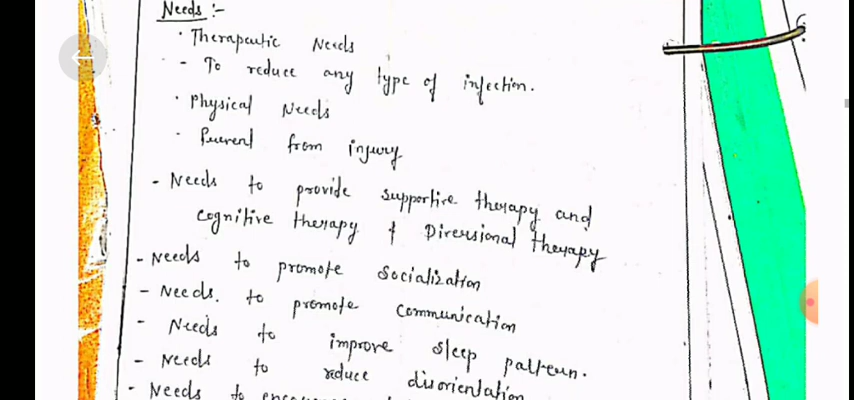 Needs :-
· Therapeutic Needs
- To reduce any type of infection.
· Physical Needs
· Prevent from injury
- Needs to provide supportive therapy and
cognitive therapy & Diversional therapy
- Needs to promote socialization
- Needs. to promote communication
- Needs to improve sleep pattern.
- Needs to reduce disorientation
- Needs to